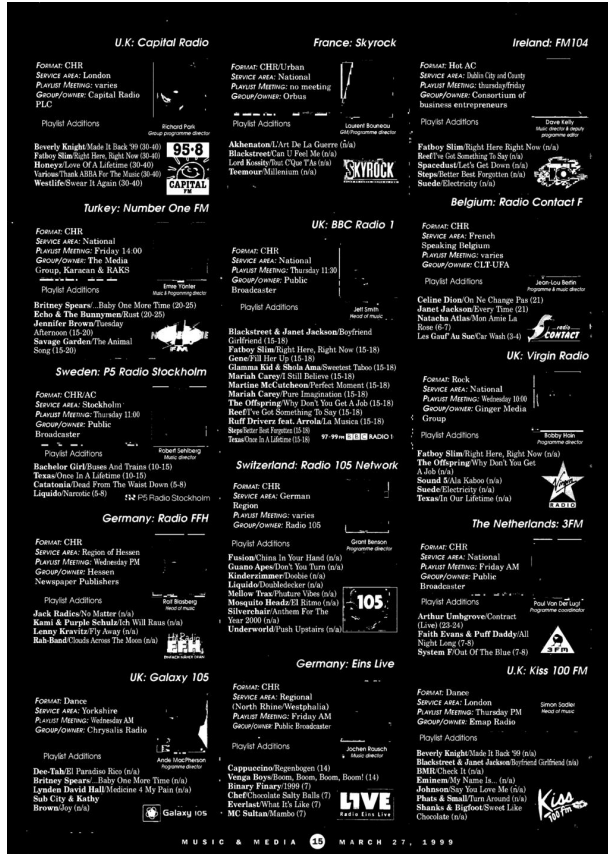 U.K: Capital Radio
FORMAT: CHR
SERVICE AREA: London
PLAYLIST MEETING: varies
GROUP/OWNER: Capital Radio
PLC
Playlist Additions
Richard Park
Group programme director
Beverly Knight/Made It Back '99 (30-40)
Fatboy Slim/Right Here, Right Now (30-40)
Honeyz/Love Of A Lifetime (30-40)
Various/Thank ABBA For The Music (30-40)
Westlife/Swear It Again (30-40)
95·8
CAPITAL
FM
Turkey: Number One FM
FORMAT: CHR
SERVICE AREA: National
PLAYLIST MEETING: Friday 14:00
GROUP/OWNER: The Media
Group, Karacan & RAKS
Playlist Additions
Emre Yönter
Music & Programming director
Britney Spears/...Baby One More Time (20-25)
Echo & The Bunnymen/Rust (20-25)
Jennifer Brown/Tuesday
Afternoon (15-20)
Savage Garden/The Animal
Song (15-20)
FM
Sweden: P5 Radio Stockholm
FORMAT: CHR/AC
SERVICE AREA: Stockholm
PLAYLIST MEETING: Thursday 11.00
GROUP/OWNER: Public
Broadcaster
Playlist Additions
Robert Sehlberg
Music director
Bachelor Girl/Buses And Trains (10-15)
Texas/Once In A Lifetime (10-15)
Catatonia/Dead From The Waist Down (5-8)
Liquido/Narcotic (5-8)
P5 Radio Stockholm
Germany: Radio FFH
FORMAT: CHR
SERVICE AREA: Region of Hessen
PLAYLIST MEETING: Wednesday PM
GROUP/OWNER: Hessen
Newspaper Publishers
Playlist Additions
Ralf Blasberg
Head of music
Jack Radics/No Matter (n/a)
Kami & Purple Schulz/Ich Will Raus (n/a)
Lenny Kravitz/Fly Away (n/a)
Rah-Band/Clouds Across The Moon (n/a)
Hit Radio
FFH
UK: Galaxy 105
FORMAT: Dance
SERVICE AREA: Yorkshire
PLAYLIST MEETING: Wednesday AM
GROUP/OWNER: Chrysalis Radio
Playlist Additions
Ande MacPherson
Programme director
Dee-Tah/El Paradiso Rico (n/a)
Britney Spears/...Baby One More Time (n/a)
Lynden David Hall/Medicine 4 My Pain (n/a)
Sub City & Kathy
Brown/Joy (n/a)
Galaxy 105
France: Skyrock
FORMAT: CHR/Urban
SERVICE AREA: National
PLAYLIST MEETING: no meeting
GROUP/OWNER: Orbus
Playlist Additions
Laurent Bouneau
GM/Programme director
Akhenaton/L'Art De La Guerre (n/a)
Blackstreet/Can U Feel Me (n/a)
Lord Kossity/Tout C'Que T'As (n/a)
Teemour/Millenium (n/a)
SKYROCK
UK: BBC Radio 1
FORMAT: CHR
SERVICE AREA: National
PLAYLIST MEETING: Thursday 11:30
GROUP/OWNER: Public
Broadcaster
Playlist Additions
Jeff Smith
Head of music
Blackstreet & Janet Jackson/Boyfriend
Girlfriend (15-18)
Fatboy Slim/Right Here, Right Now (15-18)
Gene/Fill Her Up (15-18)
Glamma Kid & Shola Ama/Sweetest Taboo (15-18)
Mariah Carey/I Still Believe (15-18)
Martine McCutcheon/Perfect Moment (15-18)
Mariah Carey/Pure Imagination (15-18)
The Offspring/Why Don't You Get A Job (15-18)
Reef/I've Got Something To Say (15-18)
Ruff Driverz feat. Arrola/La Musica (15-18)
Steps/Better Best Forgotten (15-18)
Texas/Once In A Lifetime (15-18)
97-99 FM BBC RADIO 1
Switzerland: Radio 105 Network
FORMAT: CHR
SERVICE AREA: German
Region
PLAYLIST MEETING: varies
GROUP/OWNER: Radio 105
Playlist Additions
Grant Benson
Programme director
Fusion/China In Your Hand (n/a)
Guano Apes/Don't You Turn (n/a)
Kinderzimmer/Doobie (n/a)
Liquido/Doubledecker (n/a)
Mellow Trax/Phuture Vibes (n/a)
Mosquito Headz/El Ritmo (n/a)
Silverchair/Anthem For The
Year 2000 (n/a)
Underworld/Push Upstairs (n/a)
105
Germany: Eins Live
FORMAT: CHR
SERVICE AREA: Regional
(North Rhine/Westphalia)
PLAYLIST MEETING: Friday AM
GROUP/OWNER: Public Broadcaster
Playlist Additions
Jochen Rausch
Music director
Cappuccino/Regenbogen (14)
Venga Boys/Boom, Boom, Boom, Boom! (14)
Binary Finary/1999 (7)
Chef/Chocolate Salty Balls (7)
Everlast/What It's Like (7)
MC Sultan/Mambo (7)
LIVE
Radio Eins Live
Ireland: FM104
FORMAT: Hot AC
SERVICE AREA: Dublin City and County
PLAYLIST MEETING: thursday/friday
GROUP/OWNER: Consortium of
business entrepreneurs
Playlist Additions
Dave Kelly
Music director & deputy
programme editor
Fatboy Slim/Right Here Right Now (n/a)
Reef/I've Got Something To Say (n/a)
Spacedust/Let's Get Down (n/a)
Steps/Better Best Forgotten (n/a)
Suede/Electricity (n/a)
Belgium: Radio Contact F
FORMAT: CHR
SERVICE AREA: French
Speaking Belgium
PLAYLIST MEETING: varies
GROUP/OWNER: CLT-UFA
Playlist Additions
Jean-Lou Bertin
Programme & music director
Celine Dion/On Ne Change Pas (21)
Janet Jackson/Every Time (21)
Natacha Atlas/Mon Amie La
Rose (6-7)
Les Gauf' Au Suc/Car Wash (3-4)
radio
CONTACT
UK: Virgin Radio
FORMAT: Rock
SERVICE AREA: National
PLAYLIST MEETING: Wednesday 10:00
GROUP/OWNER: Ginger Media
Group
Playlist Additions
Bobby Hain
Programme director
Fatboy Slim/Right Here, Right Now (n/a)
The Offspring/Why Don't You Get
A Job (n/a)
Sound 5/Ala Kaboo (n/a)
Suede/Electricity (n/a)
Texas/In Our Lifetime (n/a)
Virgin
RADIO
The Netherlands: 3FM
FORMAT: CHR
SERVICE AREA: National
PLAYLIST MEETING: Friday AM
GROUP/OWNER: Public
Broadcaster
Playlist Additions
Paul Van Der Lugt
Programme coordinator
Arthur Umbgrove/Contract
(Live) (23-24)
Faith Evans & Puff Daddy/All
Night Long (7-8)
System F/Out Of The Blue (7-8)
3FM
U.K: Kiss 100 FM
FORMAT: Dance
SERVICE AREA: London
PLAYLIST MEETING: Thursday PM
GROUP/OWNER: Emap Radio
Playlist Additions
Simon Sadler
Head of music
Beverly Knight/Made It Back '99 (n/a)
Blackstreet & Janet Jackson/Boyfriend Girlfriend (n/a)
BMR/Check It (n/a)
Eminem/My Name Is... (n/a)
Johnson/Say You Love Me (n/a)
Phats & Small/Turn Around (n/a)
Shanks & Bigfoot/Sweet Like
Chocolate (n/a)
Kiss
100 FM
MUSIC & MEDIA 15 MARCH 27, 1999